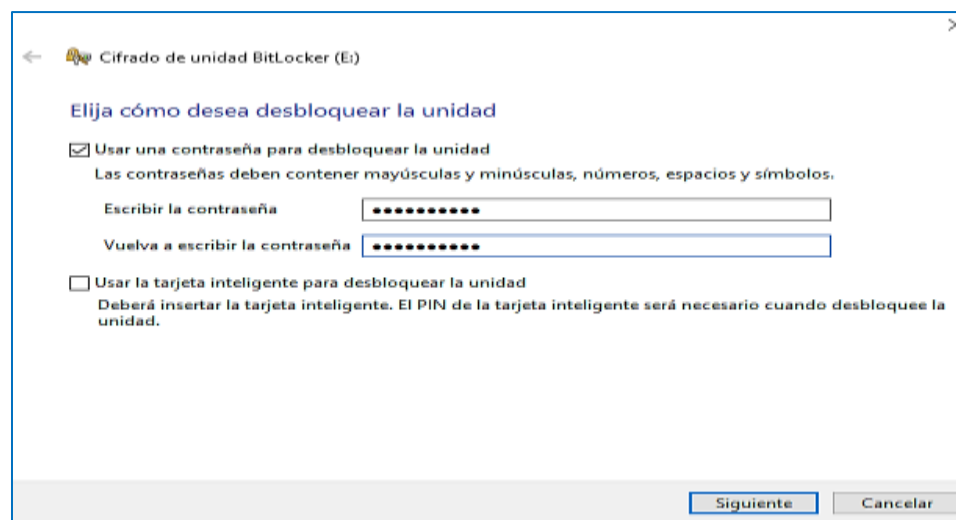 Cifrado de unidad BitLocker (E:)
Elija cómo desea desbloquear la unidad
Usar una contraseña para desbloquear la unidad
Las contraseñas deben contener mayúsculas y minúsculas, números, espacios y símbolos.
Escribir la contraseña ●●●●●●●●●●
Vuelva a escribir la contraseña ●●●●●●●●●●
Usar la tarjeta inteligente para desbloquear la unidad
Deberá insertar la tarjeta inteligente. El PIN de la tarjeta inteligente será necesario cuando desbloquee la
unidad.
Siguiente Cancelar